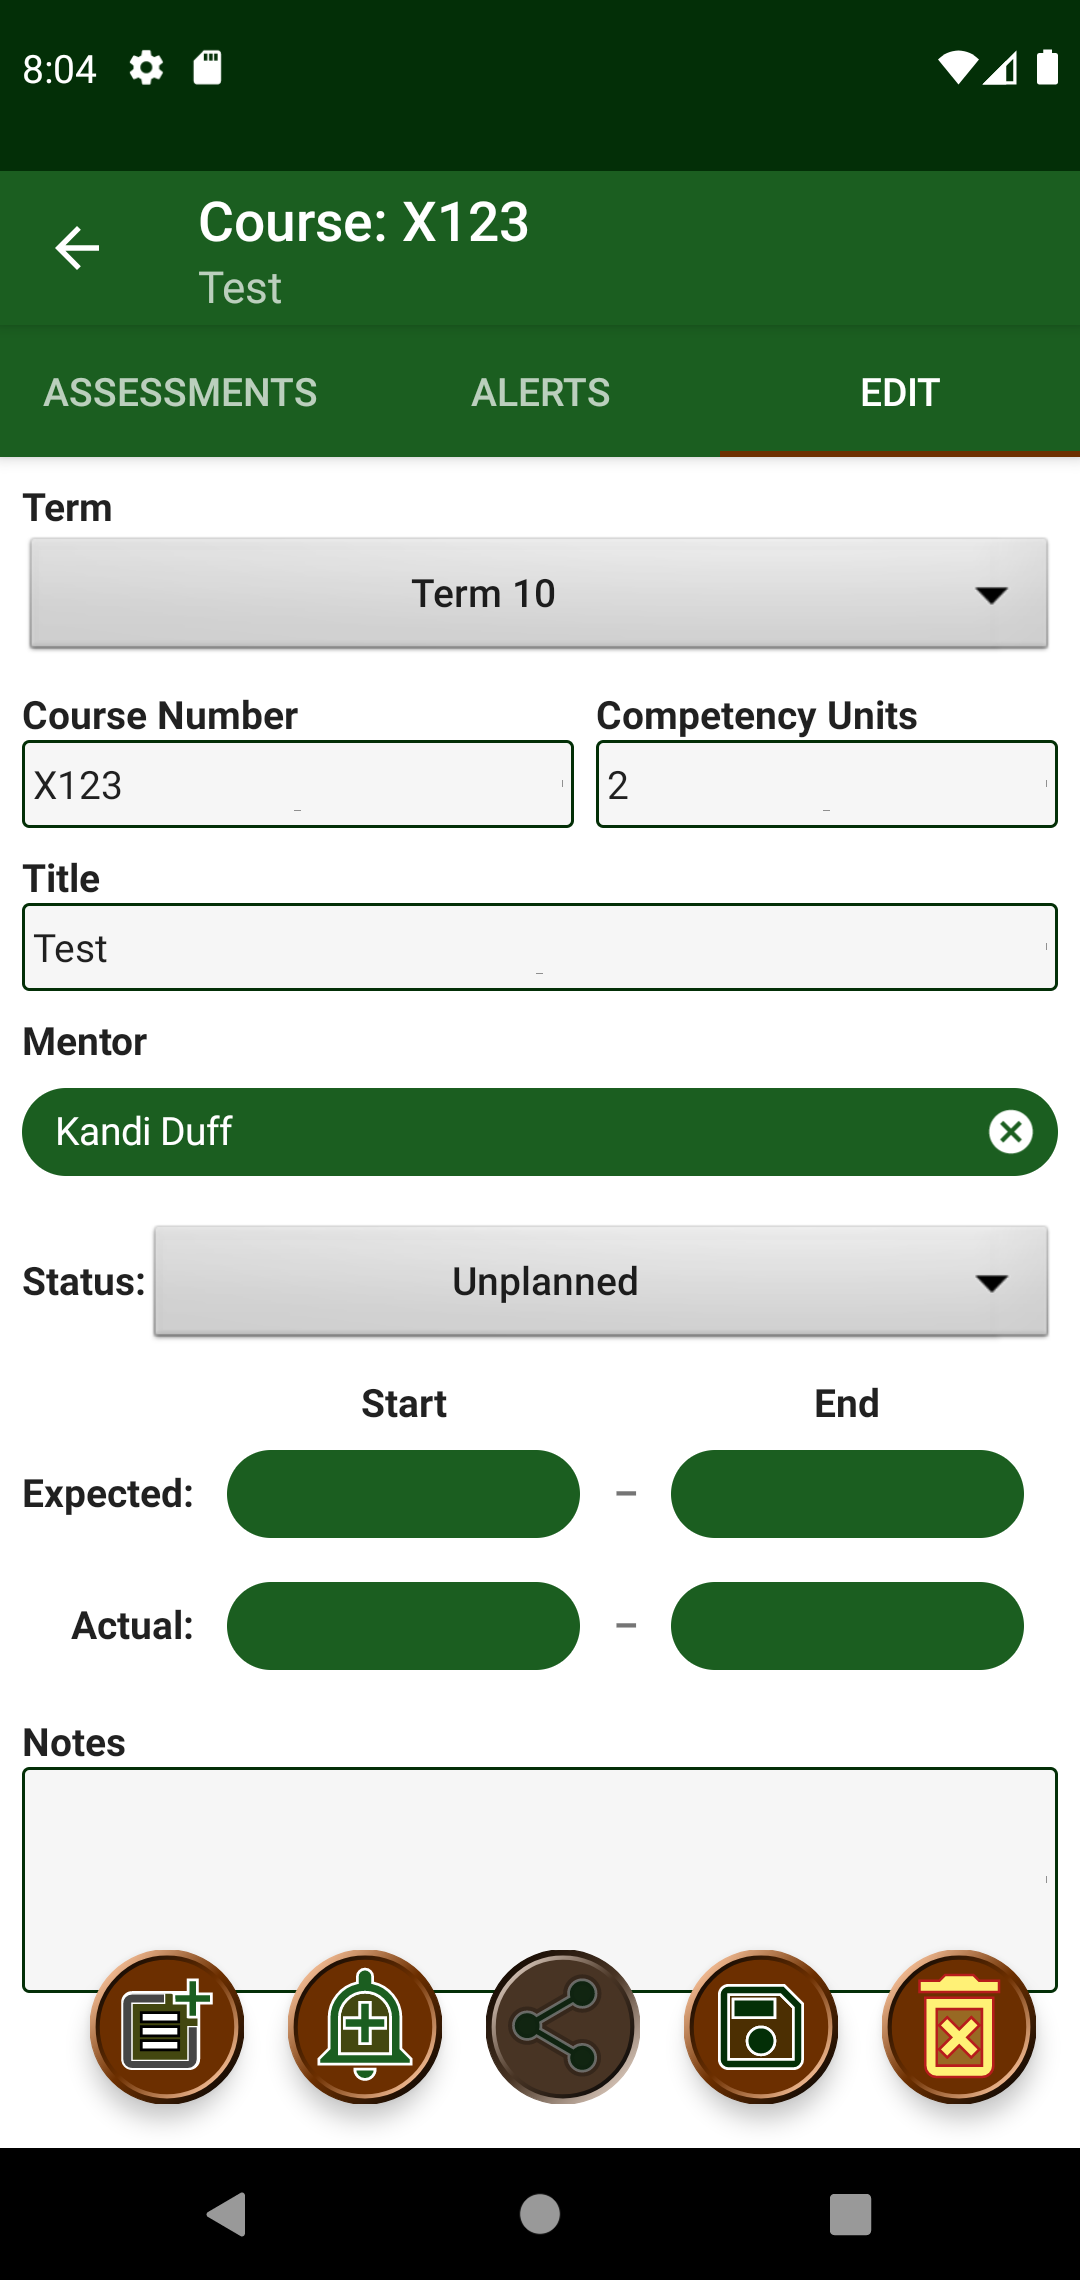 8:04
Course: X123
Test
ASSESSMENTS ALERTS EDIT
Term
Term 10
Course Number Competency Units
X123 2
Title
Test
Mentor
Kandi Duff
Status: Unplanned
Start End
Expected: –
Actual: –
Notes